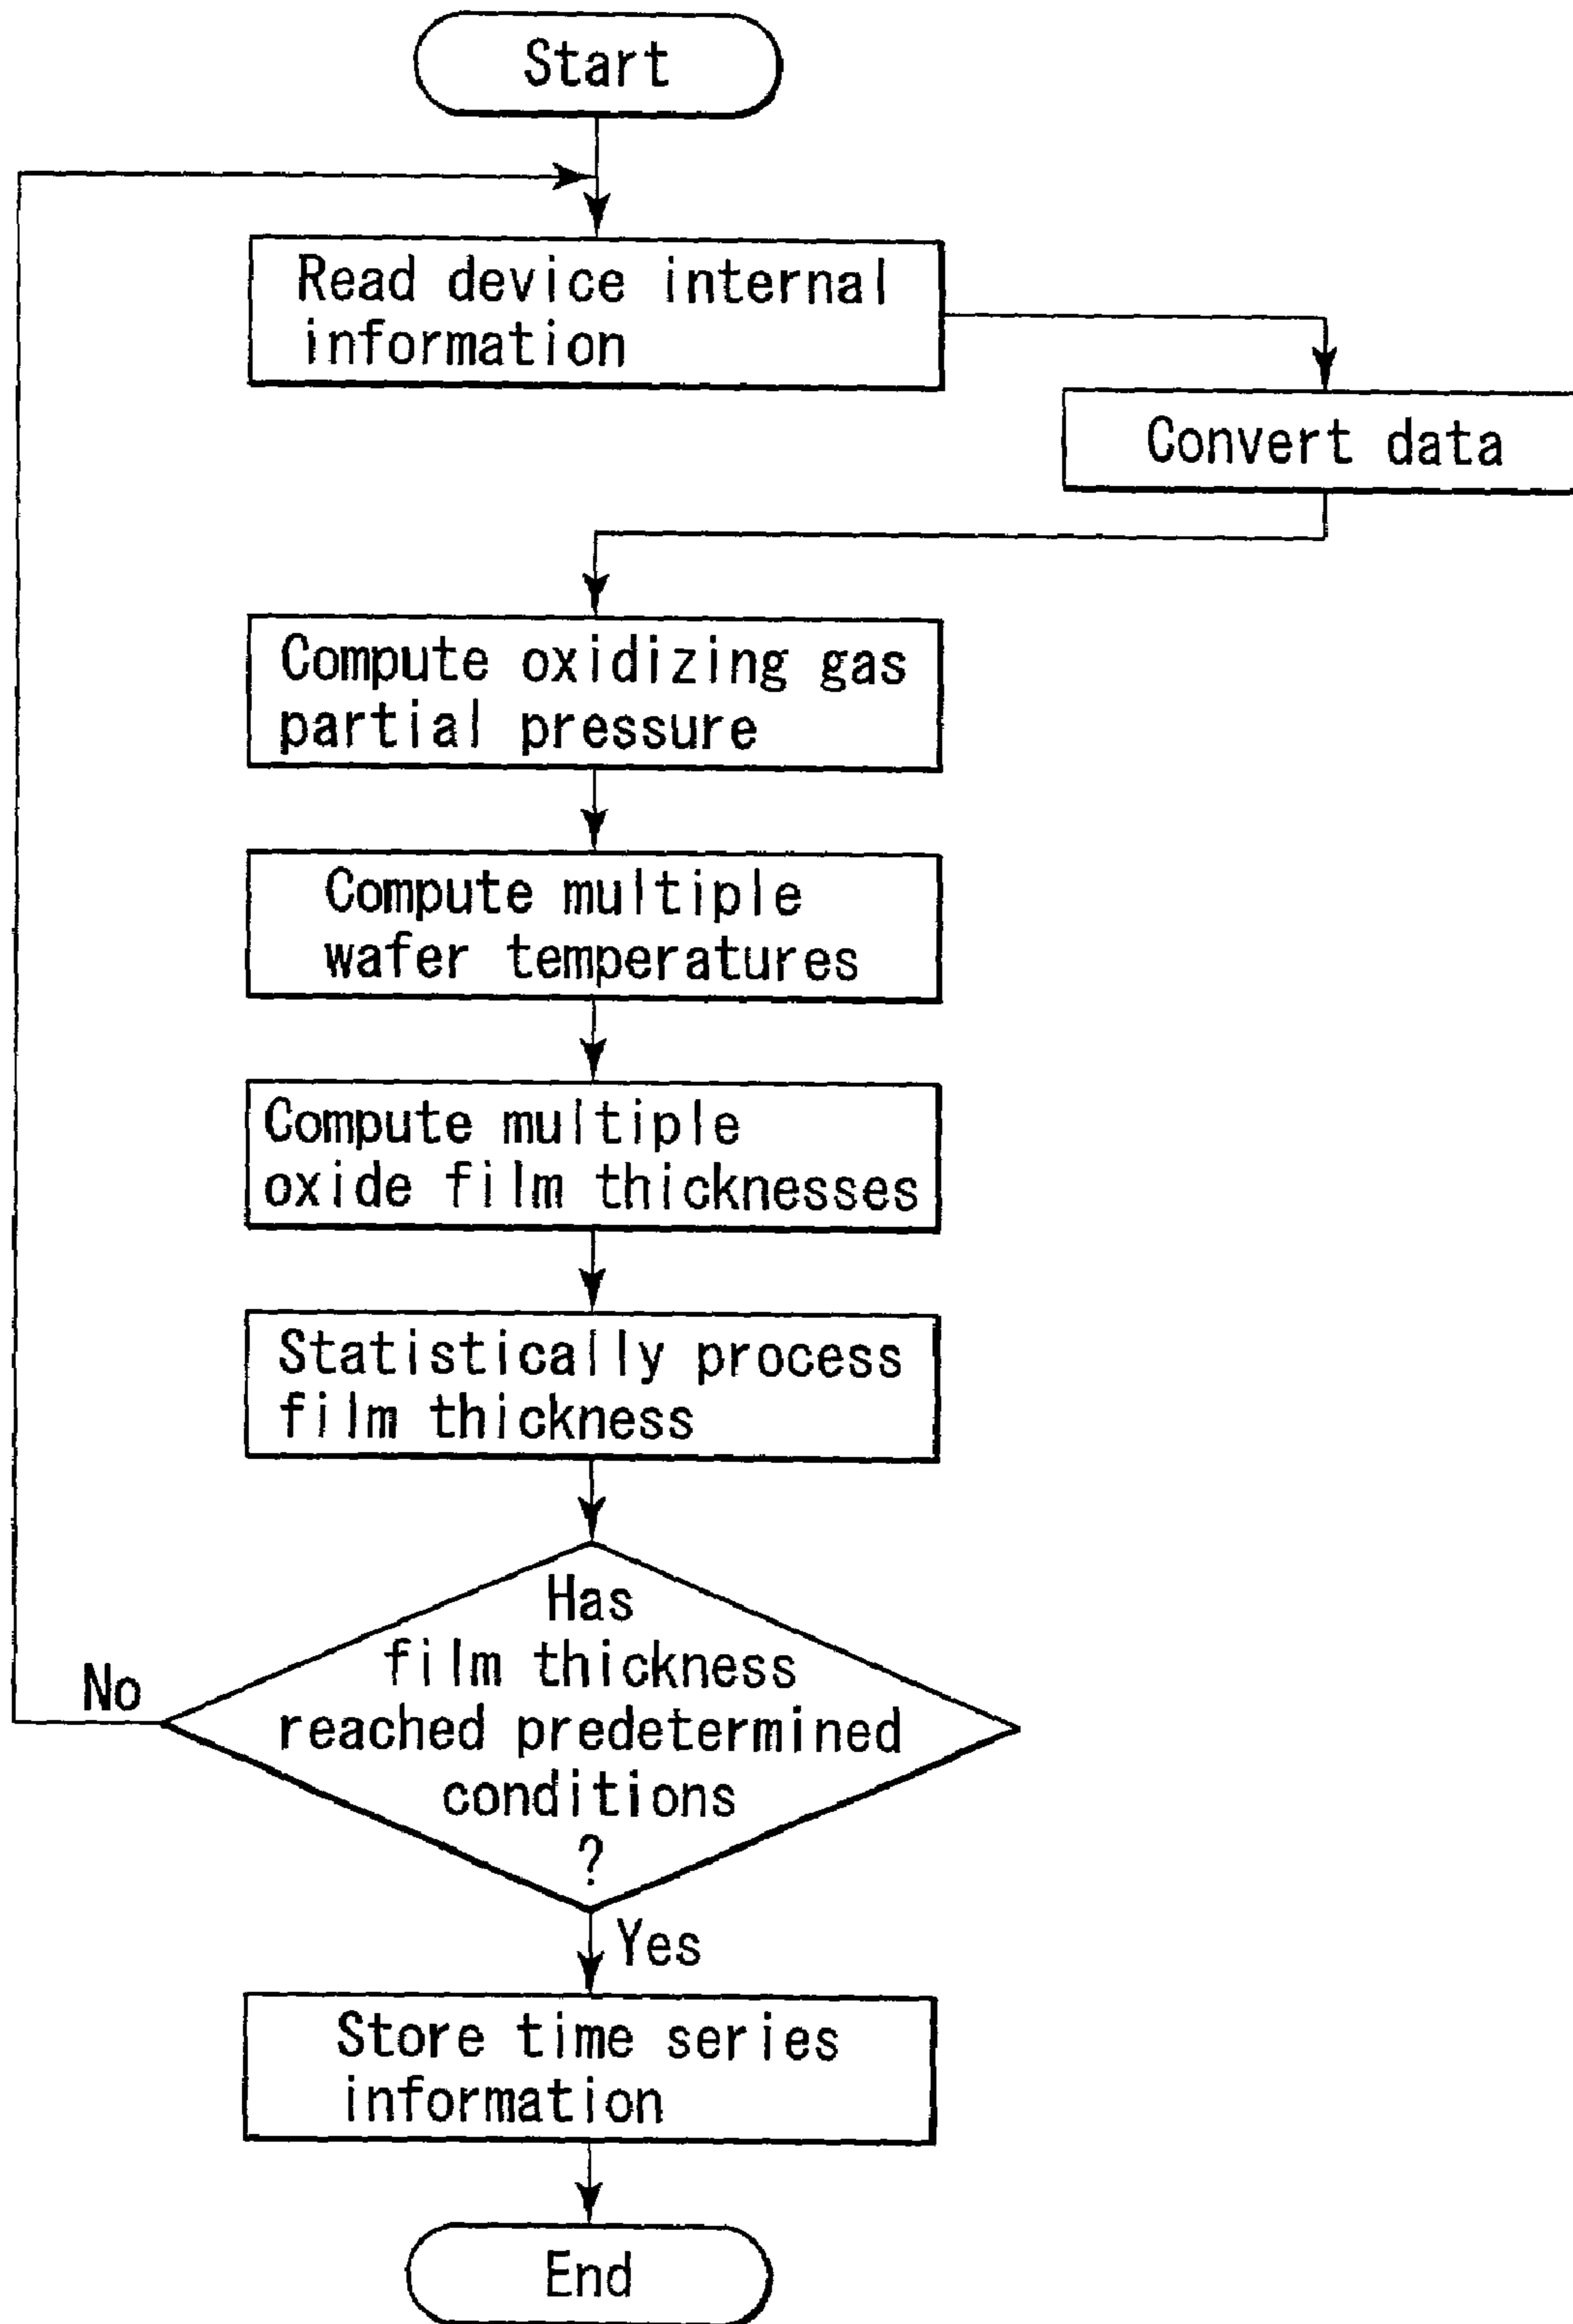 Start
Read device internal
information
Convert data
Compute oxidizing gas
partial pressure
Compute multiple
wafer temperatures
Compute multiple
oxide film thicknesses
Statistically process
film thickness
Has
film thickness
reached predetermined
conditions
?
No
Yes
Store time series
information
End